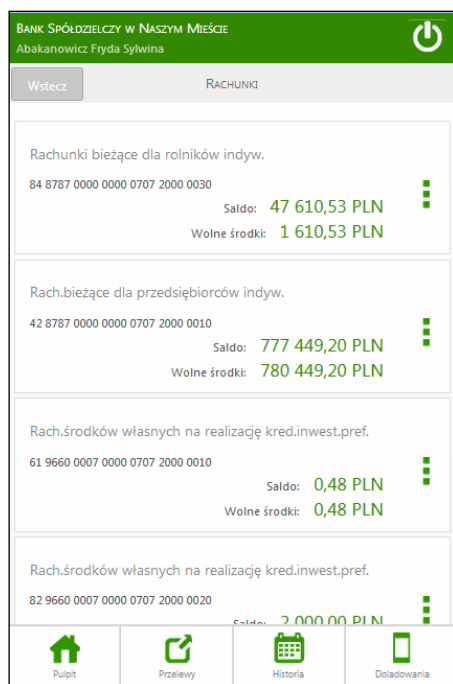 Bank Spółdzielczy w Naszym Mieście
Abakanowicz Fryda Sylwina
Wstecz
Rachunki
Rachunki bieżące dla rolników indyw.
84 8787 0000 0000 0707 2000 0030
Saldo: 47 610,53 PLN
Wolne środki: 1 610,53 PLN
Rach.bieżące dla przedsiębiorców indyw.
42 8787 0000 0000 0707 2000 0010
Saldo: 777 449,20 PLN
Wolne środki: 780 449,20 PLN
Rach.środków własnych na realizację kred.inwest.pref.
61 9660 0007 0000 0707 2000 0010
Saldo: 0,48 PLN
Wolne środki: 0,48 PLN
Rach.środków własnych na realizację kred.inwest.pref.
82 9660 0007 0000 0707 2000 0020
Saldo: 2 000,00 PLN
Pulpit
Przelewy
Historia
Doładowania